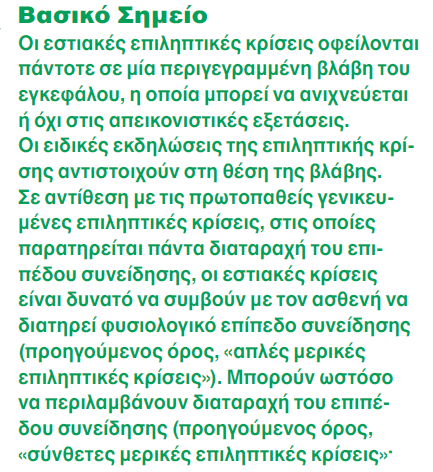 Βασικό Σημείο
Οι εστιακές επιληπτικές κρίσεις οφείλονται
πάντοτε σε μία περιγεγραμμένη βλάβη του
εγκεφάλου, η οποία μπορεί να ανιχνεύεται
ή όχι στις απεικονιστικές εξετάσεις.
Οι ειδικές εκδηλώσεις της επιληπτικής κρί-
σης αντιστοιχούν στη θέση της βλάβης.
Σε αντίθεση με τις πρωτοπαθείς γενικευ-
μένες επιληπτικές κρίσεις, στις οποίες
παρατηρείται πάντα διαταραχή του επι-
πέδου συνείδησης, οι εστιακές κρίσεις
είναι δυνατό να συμβούν με τον ασθενή να
διατηρεί φυσιολογικό επίπεδο συνείδησης
(προηγούμενος όρος, «απλές μερικές
επιληπτικές κρίσεις»). Μπορούν ωστόσο
να περιλαμβάνουν διαταραχή του επιπέ-
δου συνείδησης (προηγούμενος όρος,
«σύνθετες μερικές επιληπτικές κρίσεις»·